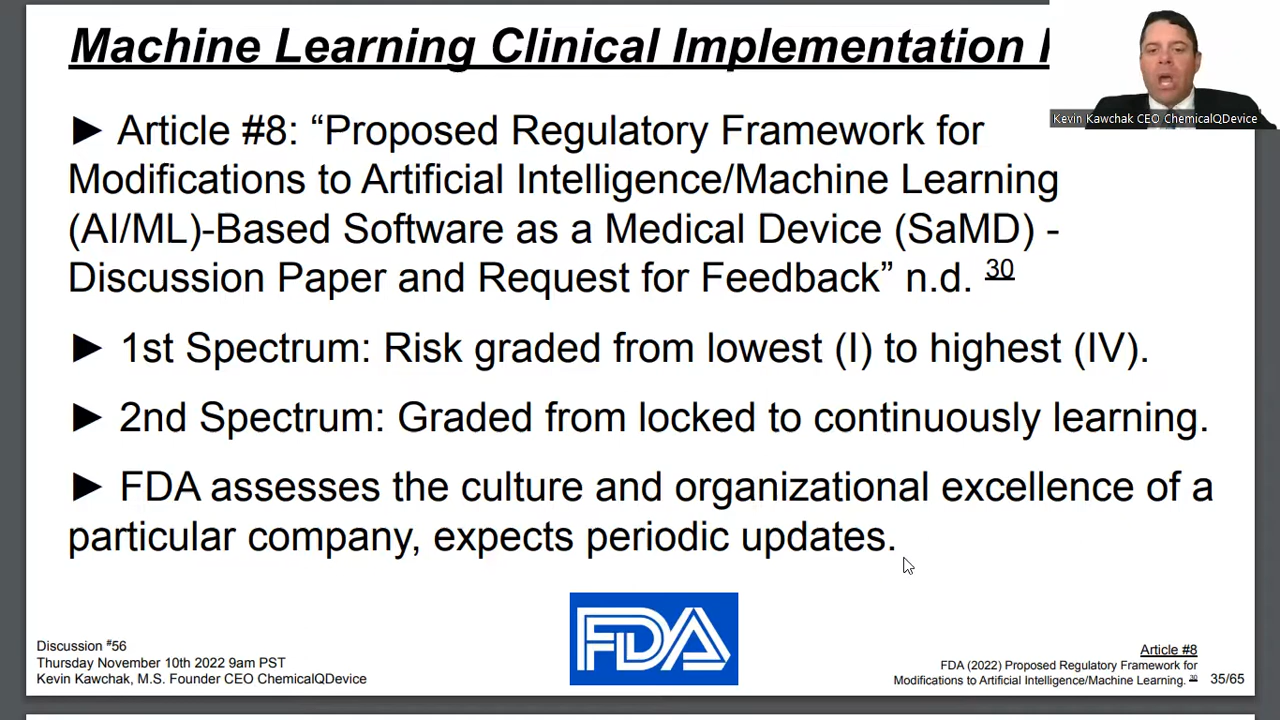 Machine Learning Clinical Implementation
Kevin Kawchak CEO ChemicalQDevice
► Article #8: “Proposed Regulatory Framework for
Modifications to Artificial Intelligence/Machine Learning
(AI/ML)-Based Software as a Medical Device (SaMD) -
Discussion Paper and Request for Feedback” n.d. 30
► 1st Spectrum: Risk graded from lowest (I) to highest (IV).
► 2nd Spectrum: Graded from locked to continuously learning.
► FDA assesses the culture and organizational excellence of a
particular company, expects periodic updates.
FDA
Discussion #56
Thursday November 10th 2022 9am PST
Kevin Kawchak, M.S. Founder CEO ChemicalQDevice
Article #8
FDA (2022) Proposed Regulatory Framework for
Modifications to Artificial Intelligence/Machine Learning. 30
35/65